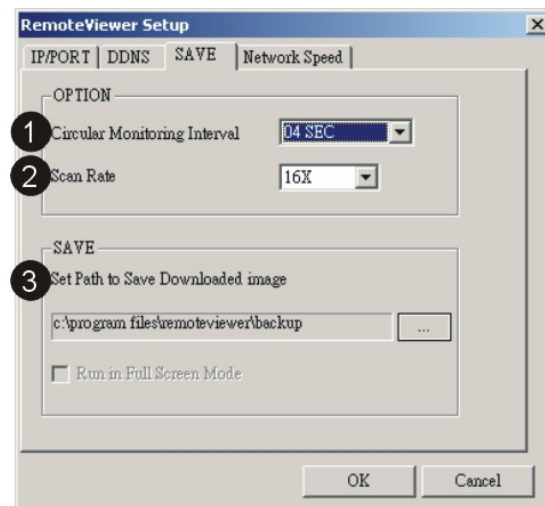 RemoteViewer Setup
IP/PORT DDNS SAVE Network Speed
OPTION
1 Circular Monitoring Interval 04 SEC
2 Scan Rate 16X
SAVE
3 Set Path to Save Downloaded image
c:\program files\remoteviewer\backup ...
Run in Full Screen Mode
OK Cancel